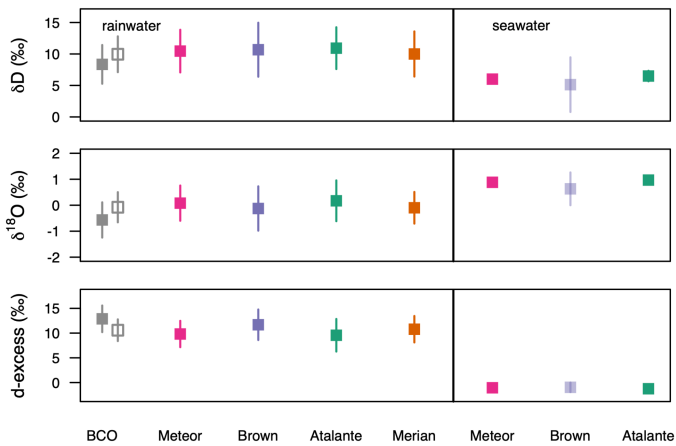 rainwater seawater
δD (‰)
15
10
5
0
δ¹⁸O (‰)
2
1
0
-1
-2
d-excess (‰)
15
10
5
0
BCO Meteor Brown Atalante Merian Meteor Brown Atalante